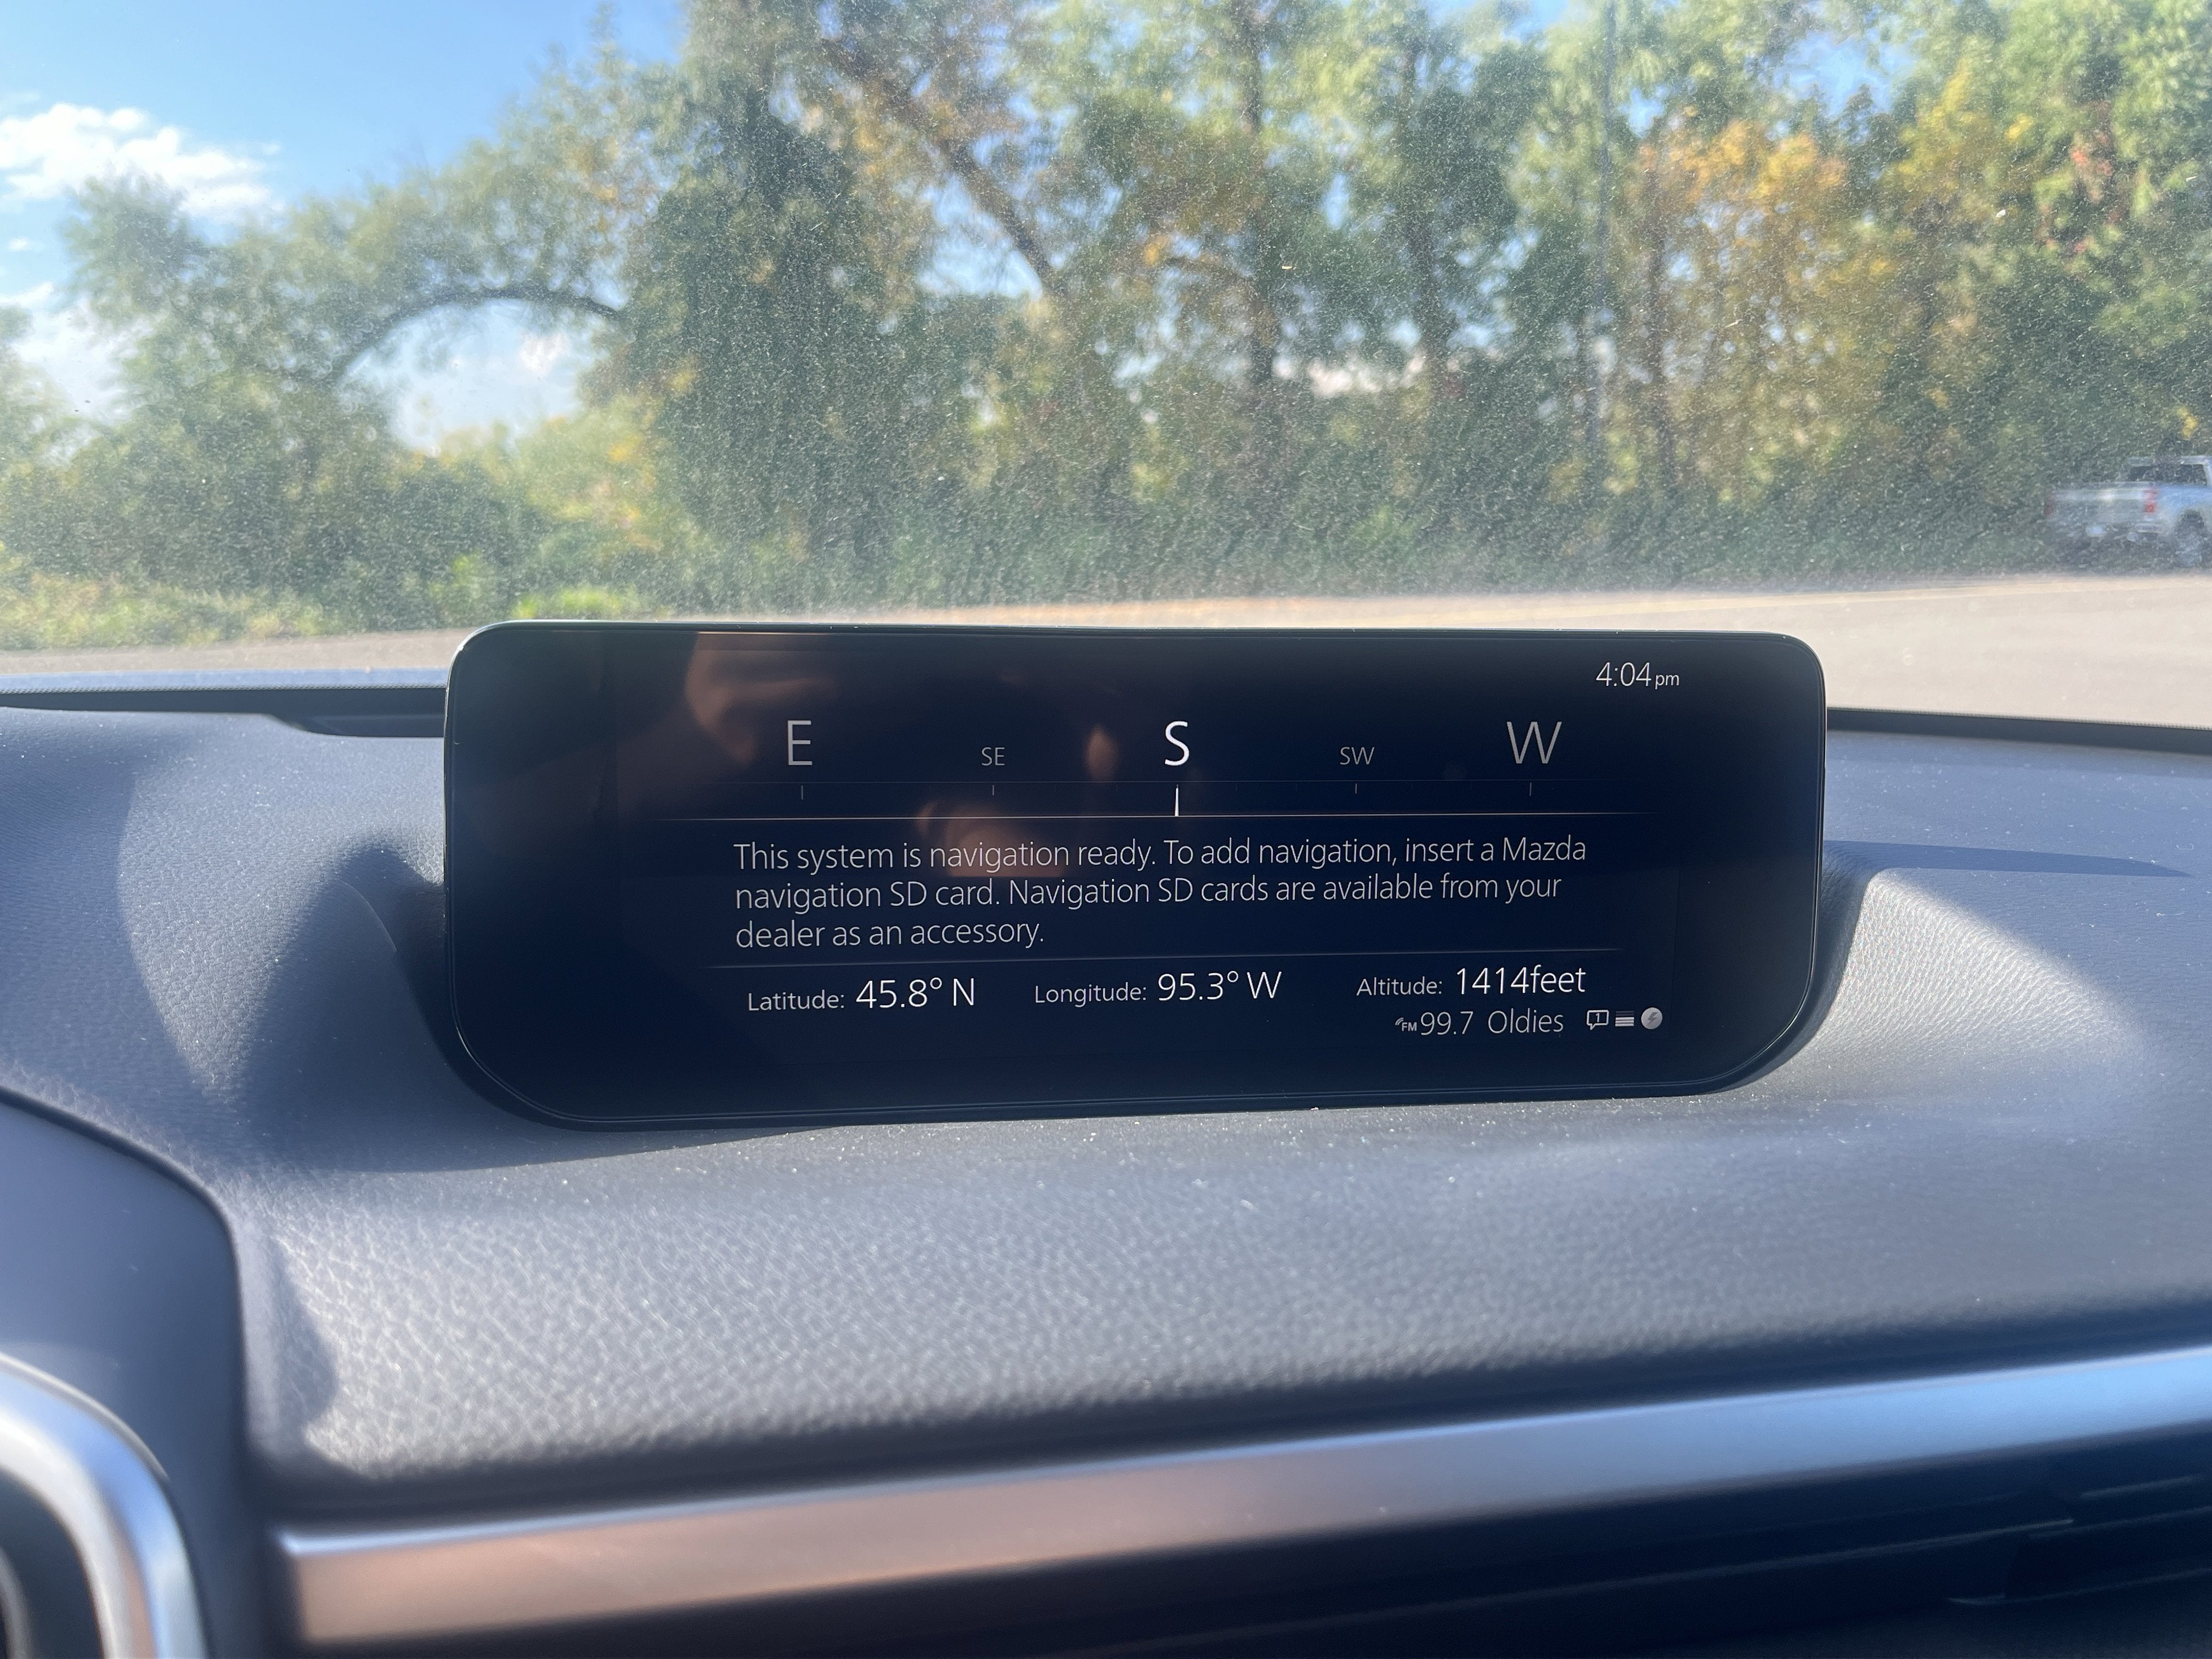 4:04pm
E SE S SW W
This system is navigation ready. To add navigation, insert a Mazda
navigation SD card. Navigation SD cards are available from your
dealer as an accessory.
Latitude: 45.8° N Longitude: 95.3° W Altitude: 1414feet
FM 99.7 Oldies 1